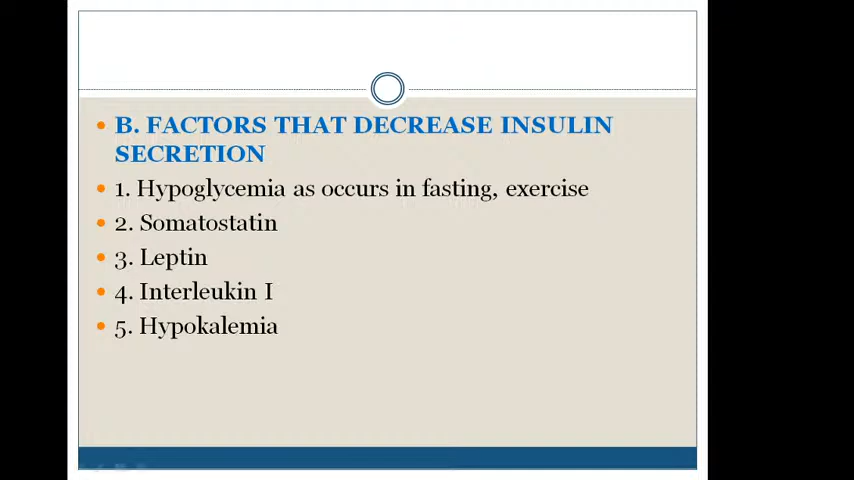 B. FACTORS THAT DECREASE INSULIN
SECRETION
1. Hypoglycemia as occurs in fasting, exercise
2. Somatostatin
3. Leptin
4. Interleukin I
5. Hypokalemia